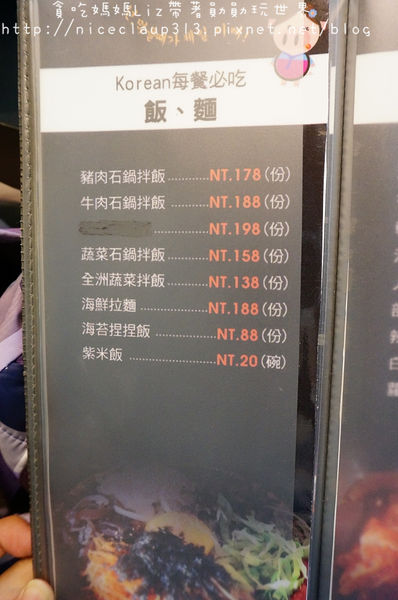 貪吃媽媽Liz帶著勛勛玩世界
http://niceclaup313.pixnet.net/blog
Korean每餐必吃
飯、麵
豬肉石鍋拌飯............NT.178(份)
牛肉石鍋拌飯............NT.188(份)
............NT.198(份)
蔬菜石鍋拌飯............NT.158(份)
全洲蔬菜拌飯............NT.138(份)
海鮮拉麵............NT.188(份)
海苔捏捏飯............NT.88(份)
紫米飯............NT.20(碗)